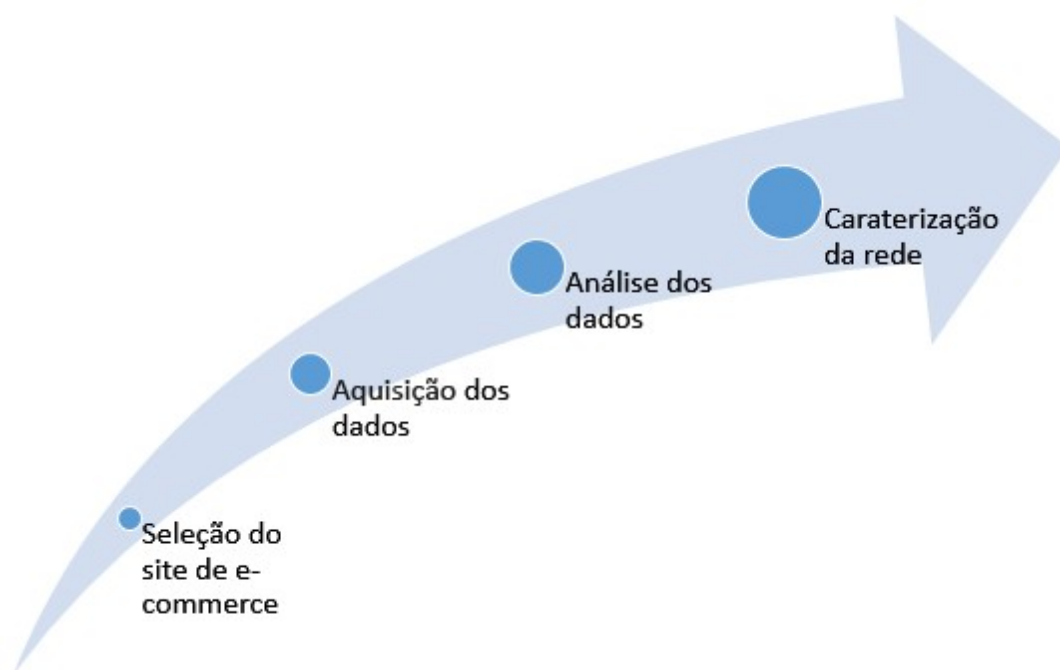 Caraterização
da rede
Análise dos
dados
Aquisição dos
dados
Seleção do
site de e-
commerce